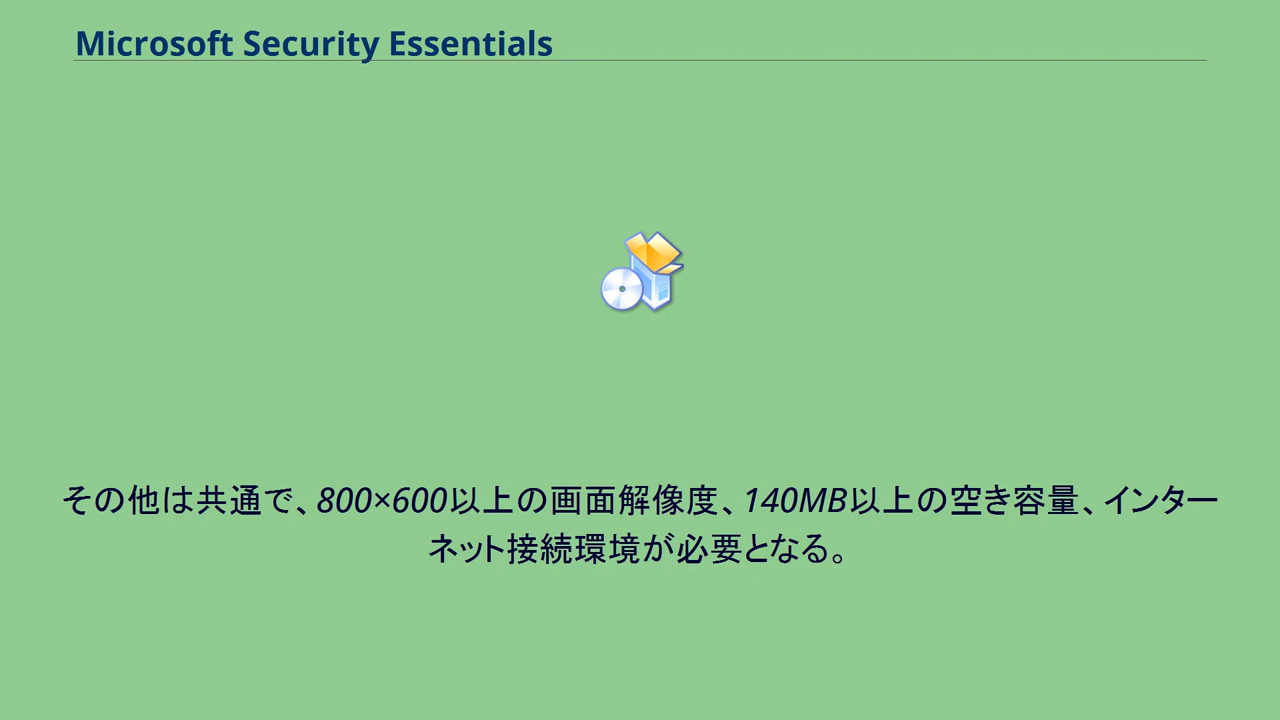 Microsoft Security Essentials
その他は共通で、800×600以上の画面解像度、140MB以上の空き容量、インター
ネット接続環境が必要となる。